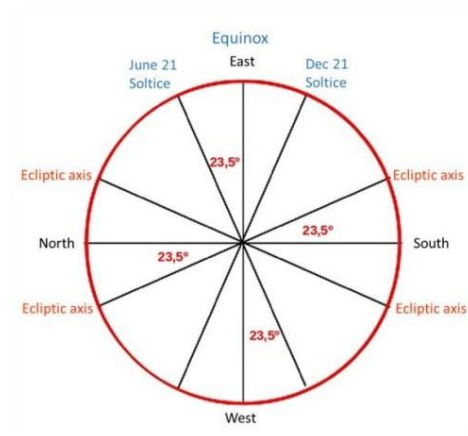 Equinox
June 21
Soltice
East
Dec 21
Soltice
23,5º
Ecliptic axis
Ecliptic axis
23,5º
North
South
23,5º
Ecliptic axis
Ecliptic axis
23,5º
West